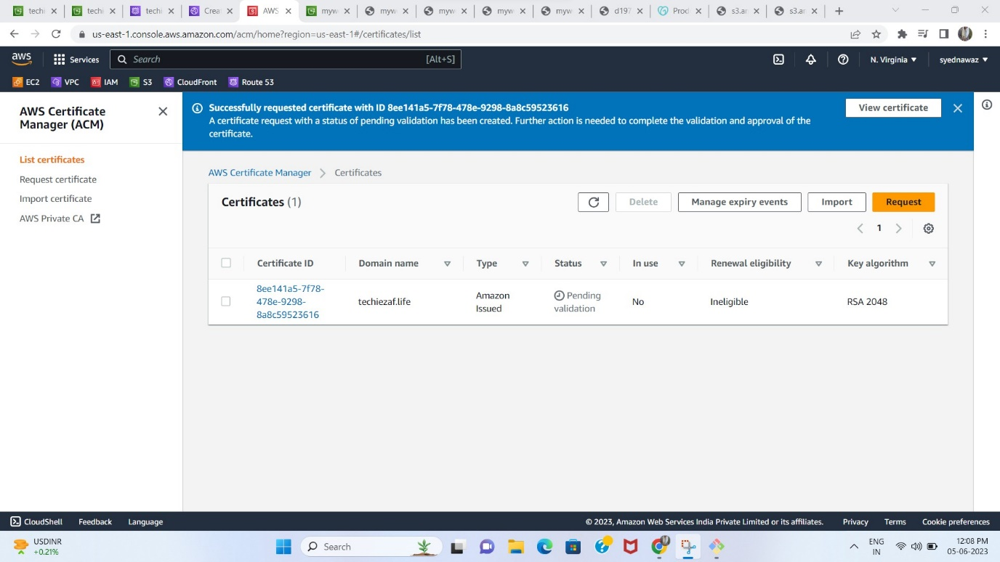 techi
techi
techi
Crea
AWS
myw
myw
myw
myw
myw
d197
Prod
s3.ar
s3.ar
us-east-1.console.aws.amazon.com/acm/home?region=us-east-1#/certificates/list
aws
Services
Search
[Alt+S]
N. Virginia
syednawaz
EC2
VPC
IAM
S3
CloudFront
Route 53
AWS Certificate
Manager (ACM)
List certificates
Request certificate
Import certificate
AWS Private CA
Successfully requested certificate with ID 8ee141a5-7f78-478e-9298-8a8c59523616
A certificate request with a status of pending validation has been created. Further action is needed to complete the validation and approval of the
certificate.
View certificate
AWS Certificate Manager
Certificates
Certificates (1)
Delete
Manage expiry events
Import
Request
1
Certificate ID
Domain name
Type
Status
In use
Renewal eligibility
Key algorithm
8ee141a5-7f78-
478e-9298-
8a8c59523616
techiezaf.life
Amazon
Issued
Pending
validation
No
Ineligible
RSA 2048
CloudShell
Feedback
Language
© 2023, Amazon Web Services India Private Limited or its affiliates.
Privacy
Terms
Cookie preferences
USDINR
+0.21%
Search
ENG
IN
12:08 PM
05-06-2023